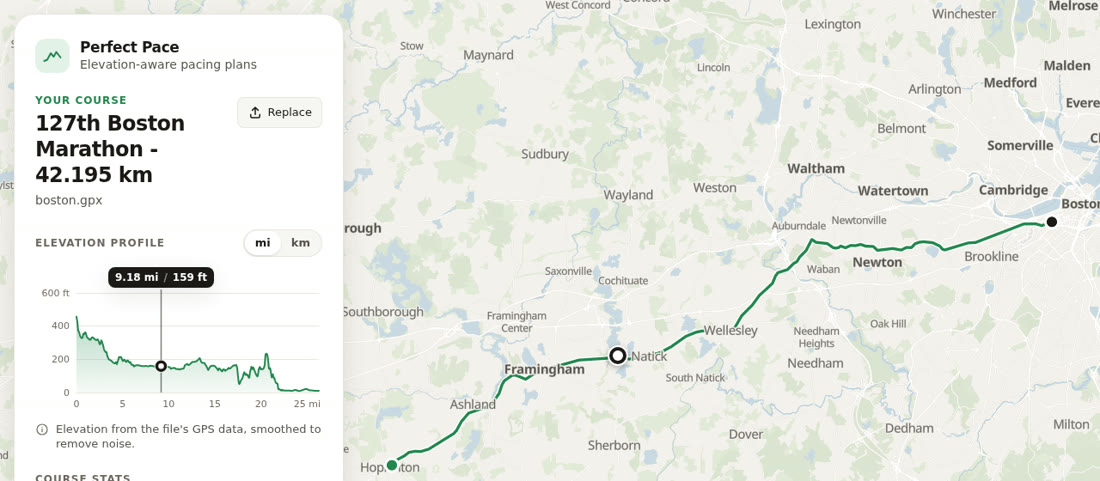 Perfect Pace
Elevation-aware pacing plans
YOUR COURSE
127th Boston
Marathon -
42.195 km
Replace
boston.gpx
ELEVATION PROFILE
mi
km
9.18 mi / 159 ft
600 ft
400
200
0
0 5 10 15 20 25 mi
Elevation from the file's GPS data, smoothed to
remove noise.
COURSE STATS
West Concord
Concord
Winchester
Melrose
Lexington
Stow
Maynard
Lincoln
Malden
Medford
Arlington
Belmont
Somerville
Sudbury
Waltham
Wayland
Weston
Watertown
Cambridge
Boston
Auburndale
Newtonville
Newton
Brookline
Waban
Saxonville
Cochituate
Southborough
Framingham
Center
Wellesley
Needham
Heights
Oak Hill
Natick
Framingham
Needham
South Natick
Ashland
Dover
Dedham
Milton
Sherborn